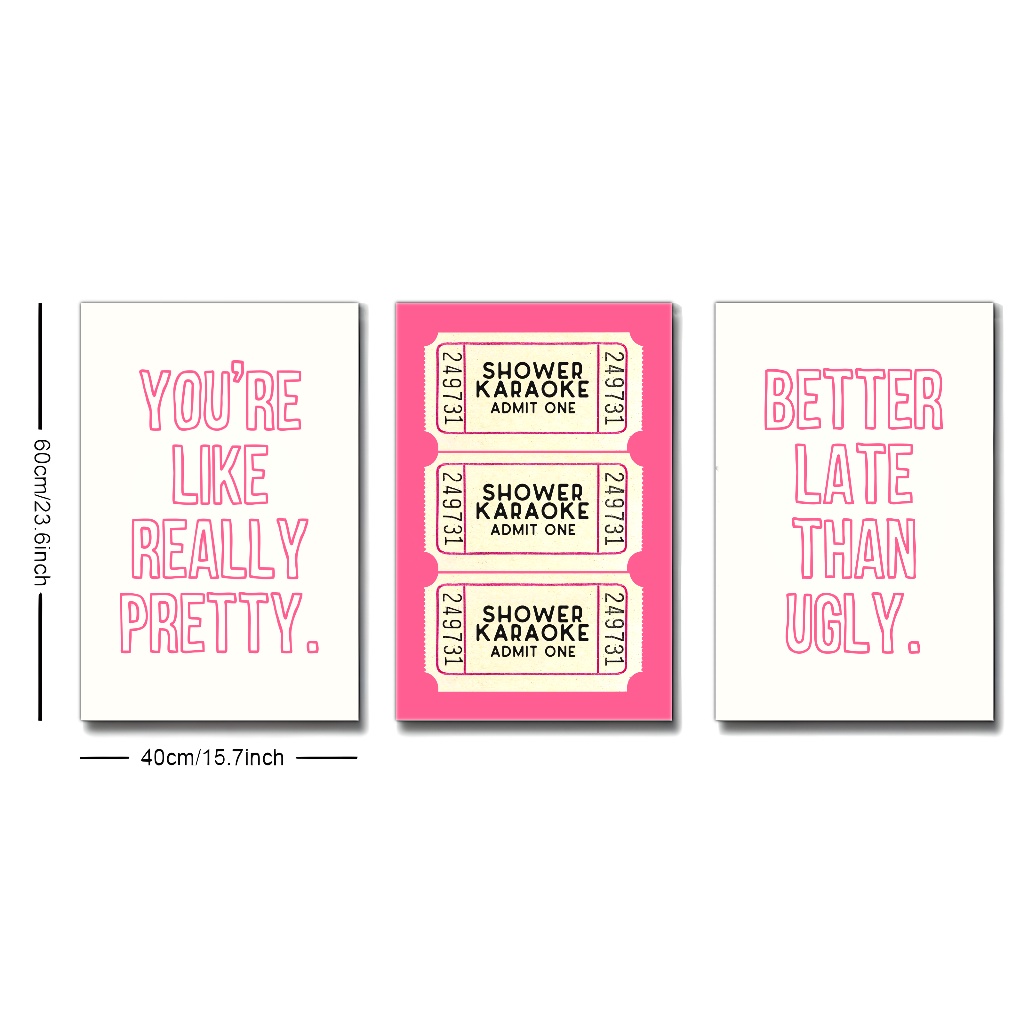 YOU'RE
LIKE
REALLY
PRETTY.
249731
SHOWER
KARAOKE
ADMIT ONE
249731
249731
SHOWER
KARAOKE
ADMIT ONE
249731
249731
SHOWER
KARAOKE
ADMIT ONE
249731
BETTER
LATE
THAN
UGLY.
60cm/23.6inch
40cm/15.7inch